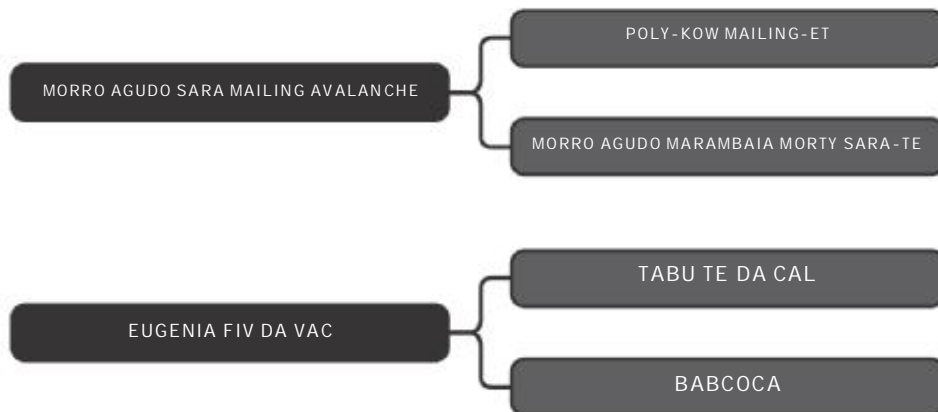 POLY-KOW MAILING-ET
MORRO AGUDO SARA MAILING AVALANCHE
MORRO AGUDO MARAMBAIA MORTY SARA-TE
TABU TE DA CAL
EUGENIA FIV DA VAC
BABCOCA